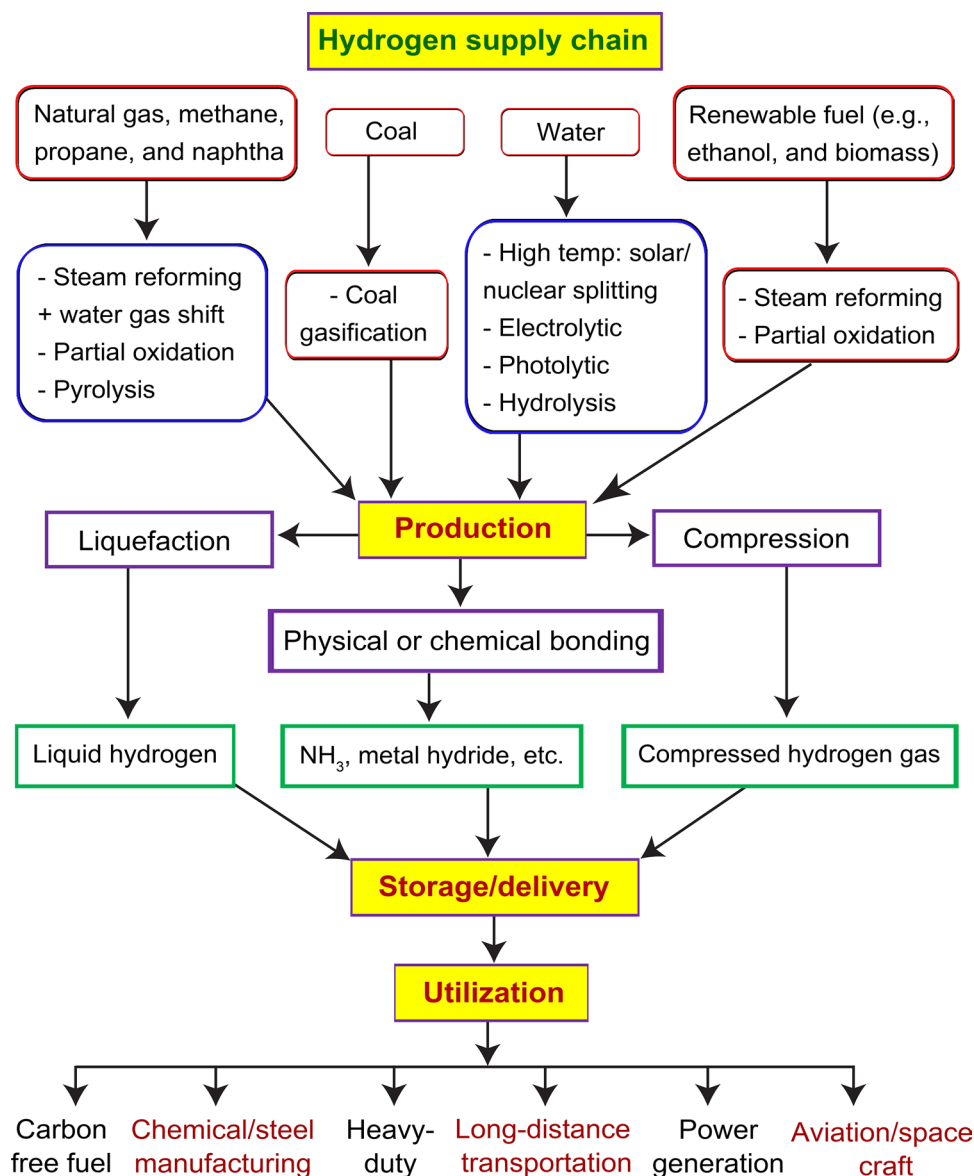 Hydrogen supply chain
Natural gas, methane,
propane, and naphtha
Coal
Water
Renewable fuel (e.g.,
ethanol, and biomass)
- Steam reforming
+ water gas shift
- Partial oxidation
- Pyrolysis
- Coal
gasification
- High temp: solar/
nuclear splitting
- Electrolytic
- Photolytic
- Hydrolysis
- Steam reforming
- Partial oxidation
Liquefaction
Production
Compression
Physical or chemical bonding
Liquid hydrogen
NH₃, metal hydride, etc.
Compressed hydrogen gas
Storage/delivery
Utilization
Carbon
free fuel
Chemical/steel
manufacturing
Heavy-
duty
Long-distance
transportation
Power
generation
Aviation/space
craft